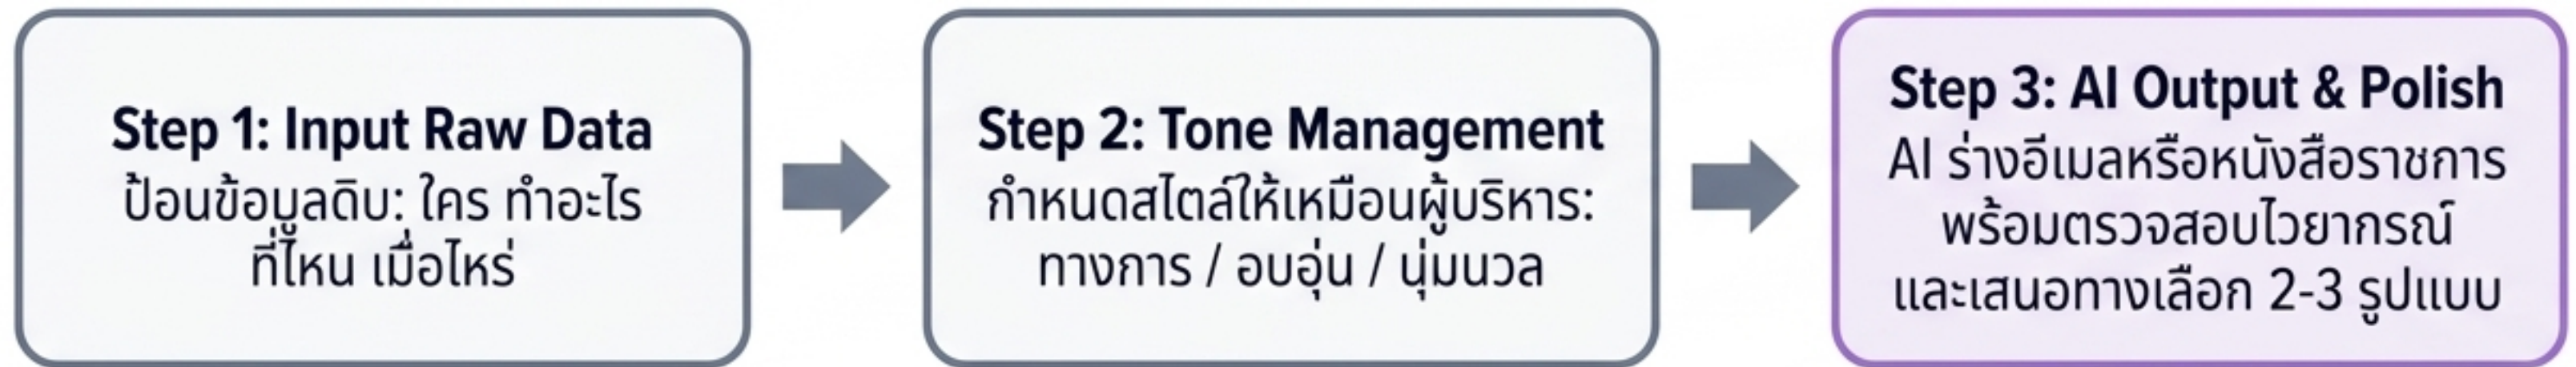 Step 1: Input Raw Data
ป้อนข้อมูลดิบ: ใคร ทำอะไร
ที่ไหน เมื่อไหร่
Step 2: Tone Management
กำหนดสไตล์ให้เหมือนผู้บริหาร:
ทางการ / อบอุ่น / นุ่มนวล
Step 3: AI Output & Polish
AI ร่างอีเมลหรือหนังสือราชการ
พร้อมตรวจสอบไวยากรณ์
และเสนอทางเลือก 2-3 รูปแบบ